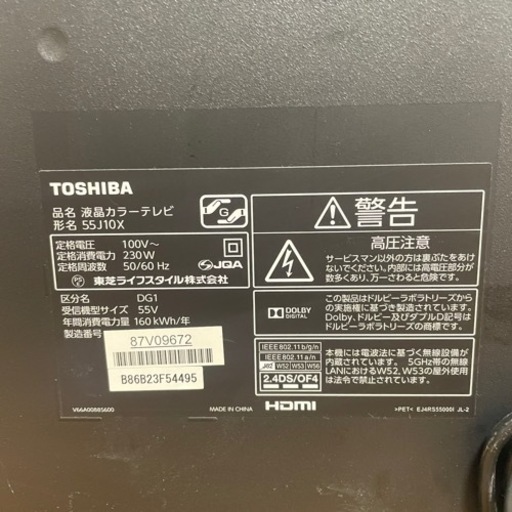 TOSHIBA
品名 液晶カラーテレビ
形名 55J10X
定格電圧 100V～
定格消費電力 230W
定格周波数 50/60 Hz
JQA
東芝ライフスタイル株式会社
区分名 DG1
受信機型サイズ 55V
年間消費電力量 160 kWh/年
製造番号
87V09672
B86B23F54495
V66A00885600
MADE IN CHINA
G
警告
高圧注意
サービスマン以外の方は裏ぶたをあけないでください。内部には高電圧部分が数多くあり、万一さわると危険です。
DOLBY
DIGITAL
この製品はドルビーラボラトリーズからの実施権に基づき製造されています。
Dolby、ドルビー及びダブルD記号はドルビーラボラトリーズの商標です。
IEEE802.11b/g/n
IEEE802.11a/n
J52 W52 W53 W56
2.4DS/OF4
本機には電波法に基づく無線設備が内蔵されています。 5GHz帯の無線LANにおけるW52、W53の屋外使用は法令で禁止されています。
HDMI
>PET< EJ4RS55000I JL-2